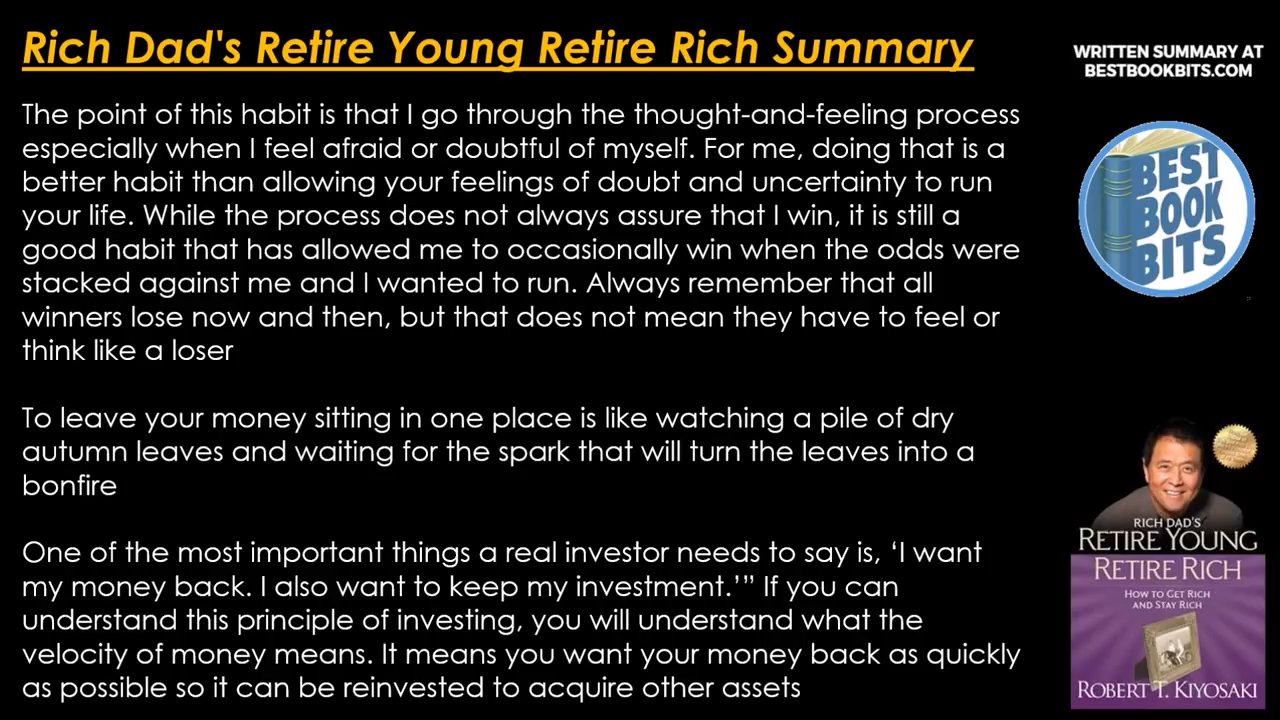 Rich Dad's Retire Young Retire Rich Summary
WRITTEN SUMMARY AT
BESTBOOKBITS.COM
The point of this habit is that I go through the thought-and-feeling process
especially when I feel afraid or doubtful of myself. For me, doing that is a
better habit than allowing your feelings of doubt and uncertainty to run
your life. While the process does not always assure that I win, it is still a
good habit that has allowed me to occasionally win when the odds were
stacked against me and I wanted to run. Always remember that all
winners lose now and then, but that does not mean they have to feel or
think like a loser
To leave your money sitting in one place is like watching a pile of dry
autumn leaves and waiting for the spark that will turn the leaves into a
bonfire
One of the most important things a real investor needs to say is, ‘I want
my money back. I also want to keep my investment.’” If you can
understand this principle of investing, you will understand what the
velocity of money means. It means you want your money back as quickly
as possible so it can be reinvested to acquire other assets
BEST
BOOK
BITS
RICH DAD'S
RETIRE YOUNG
RETIRE RICH
HOW TO GET RICH
AND STAY RICH
ROBERT T. KIYOSAKI